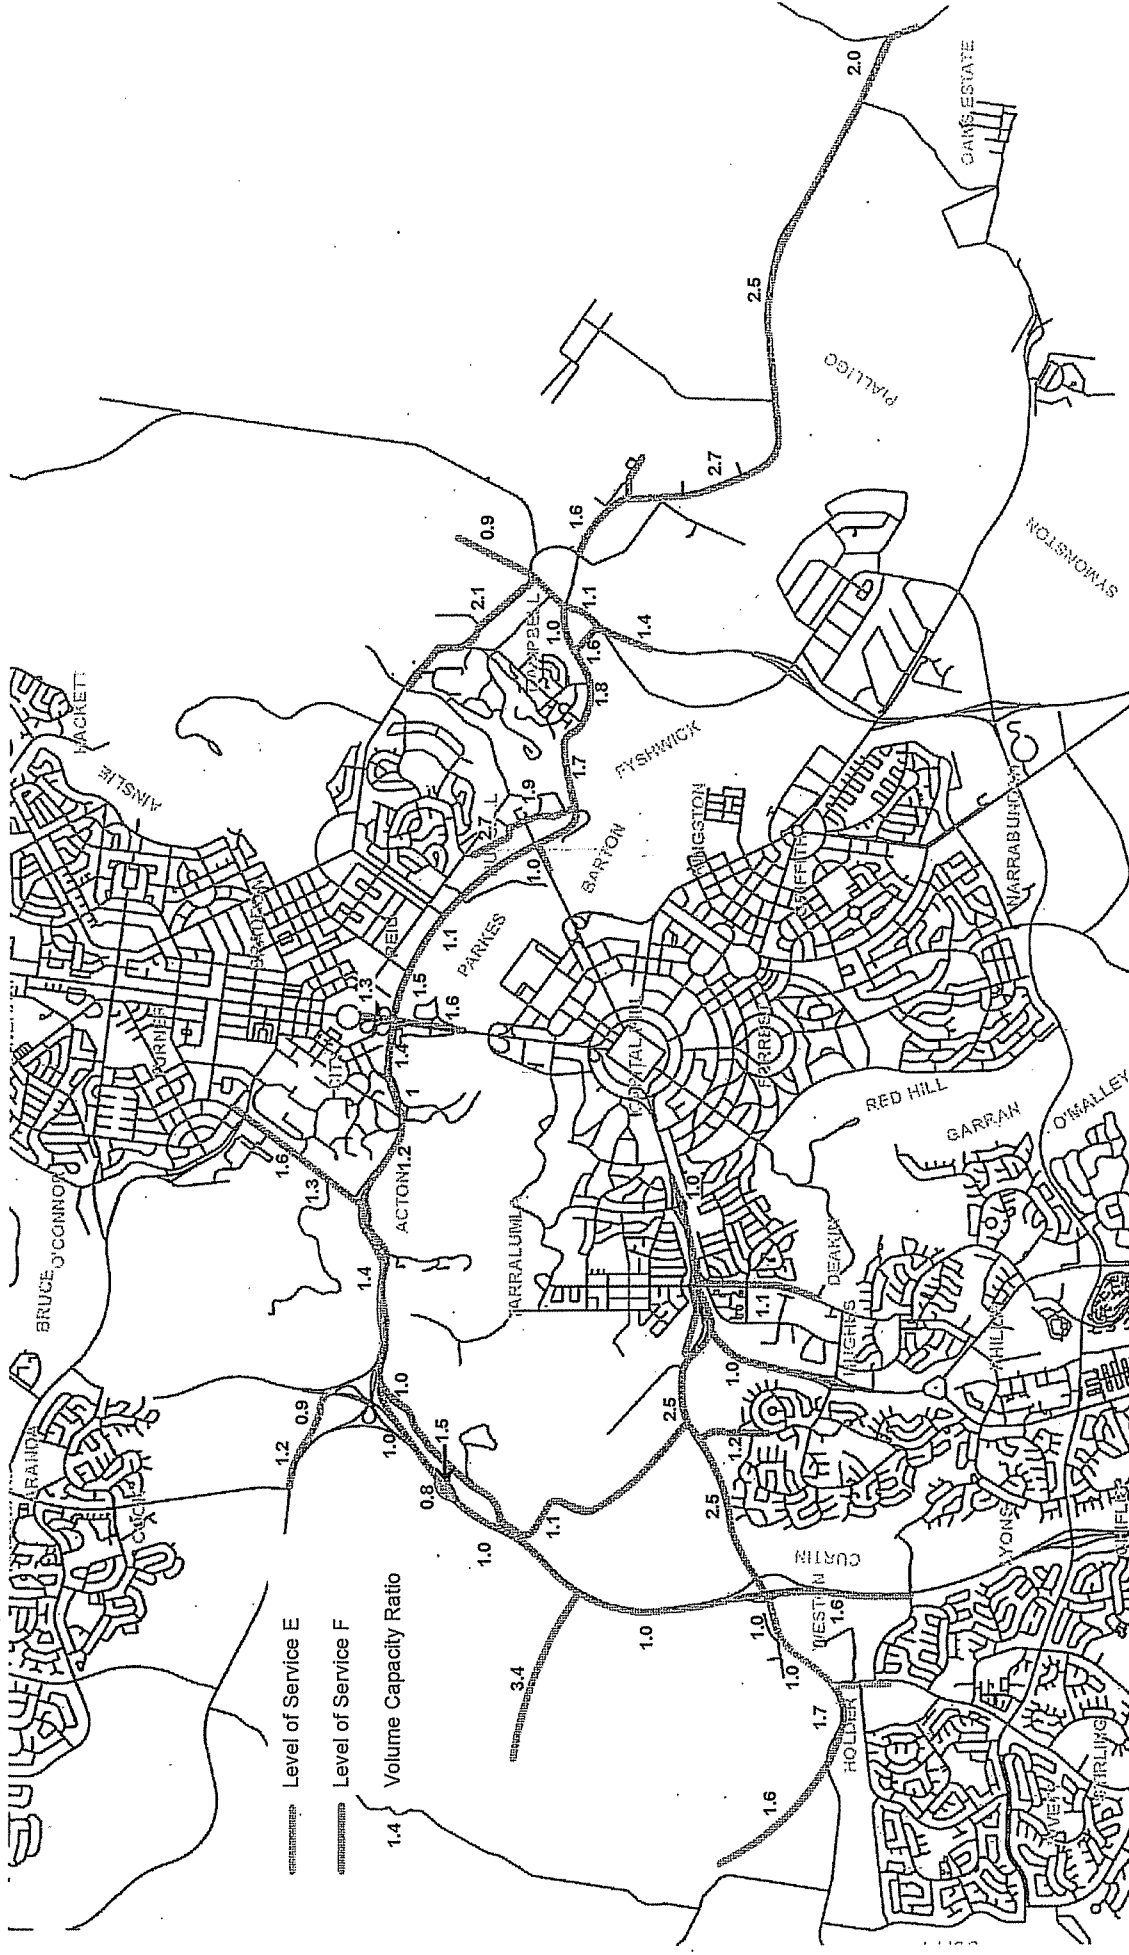 Level of Service E
Level of Service F
1.4 Volume Capacity Ratio
ARANDA
COOK
BRUCE
O'CONNOR
TURNER
BRADDON
AINSLIE
HACKETT
CITY
REID
ACTON
PARKES
CAMPBELL
BARTON
FYSHWICK
KINGSTON
GRIFFITH
NARRABUNDAH
SYMONSTON
PIALLIGO
OAKS ESTATE
YARRALUMLA
CAPITAL HILL
FORREST
RED HILL
DEAKIN
GARRAN
O'MALLEY
HUGHES
PHILLIP
CURTIN
LYONS
CHIFLER
WESTON
HOLDER
RIVETT
STIRLING
1.2
0.9
1.0
1.0
0.8
1.5
1.0
1.1
1.4
1.3
1.6
1.2
1
1.4
1.3
1.5
1.6
1.1
1.0
2.7
1.9
1.7
1.8
1.6
1.0
1.1
1.4
2.1
0.9
1.6
2.7
2.5
2.0
3.4
1.0
1.6
1.7
1.0
1.0
1.6
2.5
2.5
1.2
1.0
1.1
1.0